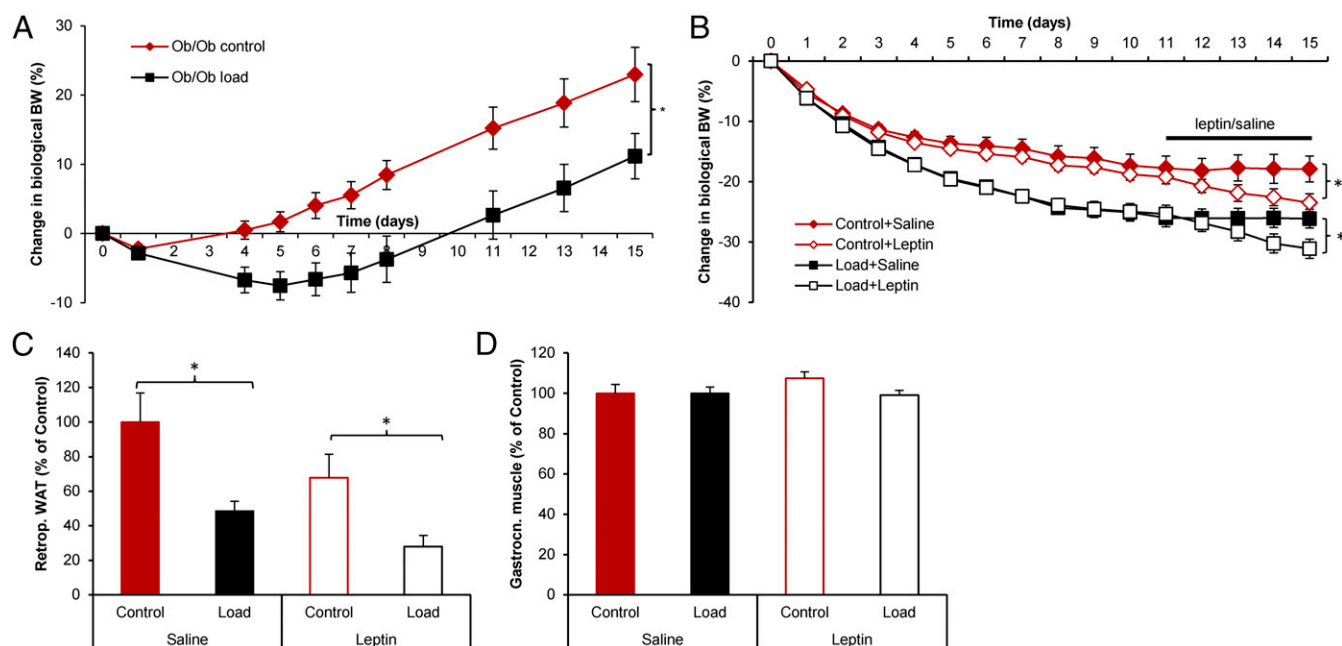 A
Change in biological BW (%)
30
20
10
0
-10
Ob/Ob control
Ob/Ob load
Time (days)
0 1 2 3 4 5 6 7 8 9 10 11 12 13 14 15
*
B
Time (days)
0 1 2 3 4 5 6 7 8 9 10 11 12 13 14 15
Change in biological BW (%)
0
-10
-20
-30
-40
leptin/saline
Control+Saline
Control+Leptin
Load+Saline
Load+Leptin
*
*
C
Retrop. WAT (% of Control)
140
120
100
80
60
40
20
0
*
*
Control Load Control Load
Saline Leptin
D
Gastrocn. muscle (% of Control)
120
100
80
60
40
20
0
Control Load Control Load
Saline Leptin